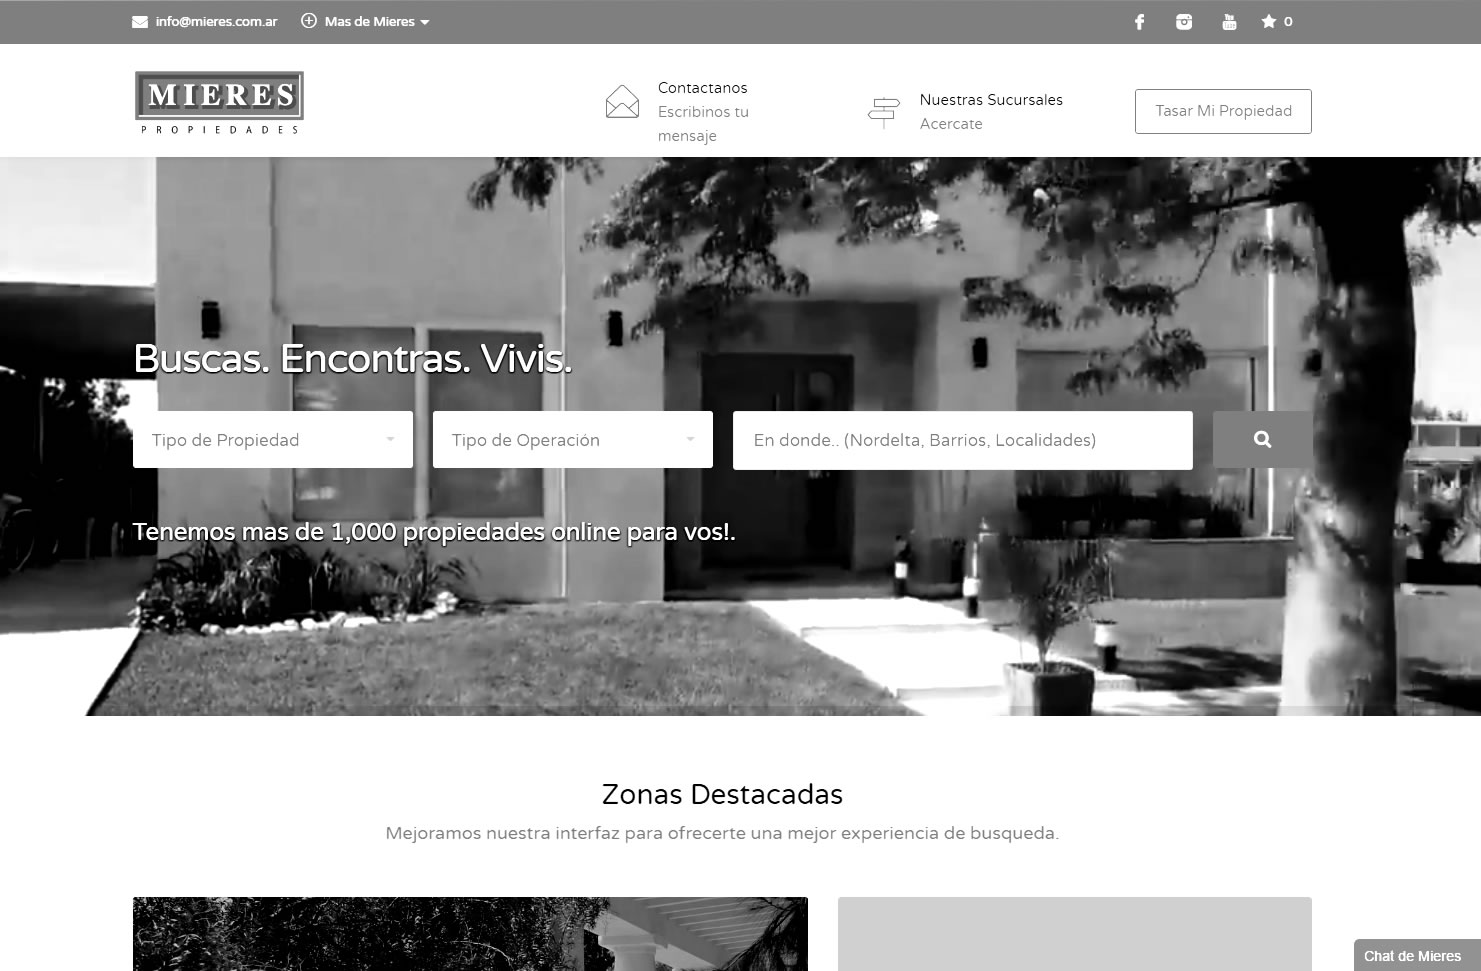 info@mieres.com.ar
Mas de Mieres
0
MIERES
PROPIEDADES
Contactanos
Escribinos tu
mensaje
Nuestras Sucursales
Acercate
Tasar Mi Propiedad
Buscas. Encontras. Vivis.
Tipo de Propiedad
Tipo de Operación
En donde.. (Nordelta, Barrios, Localidades)
Tenemos mas de 1,000 propiedades online para vos!.
Zonas Destacadas
Mejoramos nuestra interfaz para ofrecerte una mejor experiencia de busqueda.
Chat de Mieres